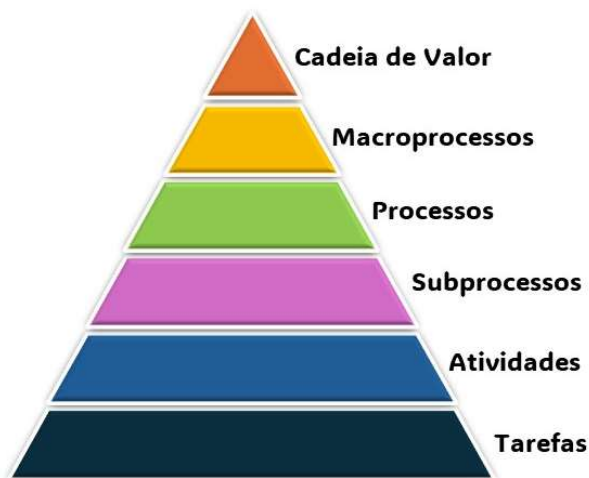 Cadeia de Valor
Macroprocessos
Processos
Subprocessos
Atividades
Tarefas